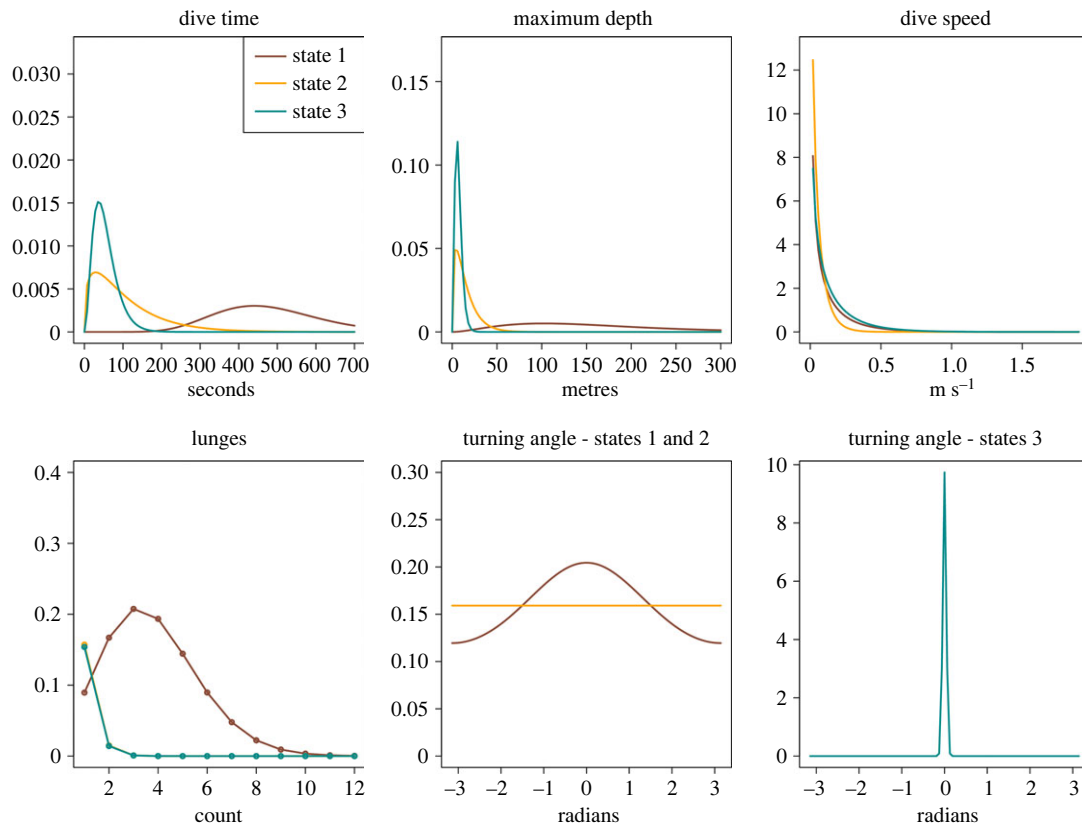 dive time
0.030
0.025
0.020
0.015
0.010
0.005
0
0 100 200 300 400 500 600 700
seconds
state 1
state 2
state 3
maximum depth
0.15
0.10
0.05
0
0 50 100 150 200 250 300
metres
dive speed
12
10
8
6
4
2
0
0 0.5 1.0 1.5
m s–1
lunges
0.4
0.3
0.2
0.1
0
2 4 6 8 10 12
count
turning angle - states 1 and 2
0.30
0.25
0.20
0.15
0.10
0.05
0
–3 –2 –1 0 1 2 3
radians
turning angle - states 3
10
8
6
4
2
0
–3 –2 –1 0 1 2 3
radians